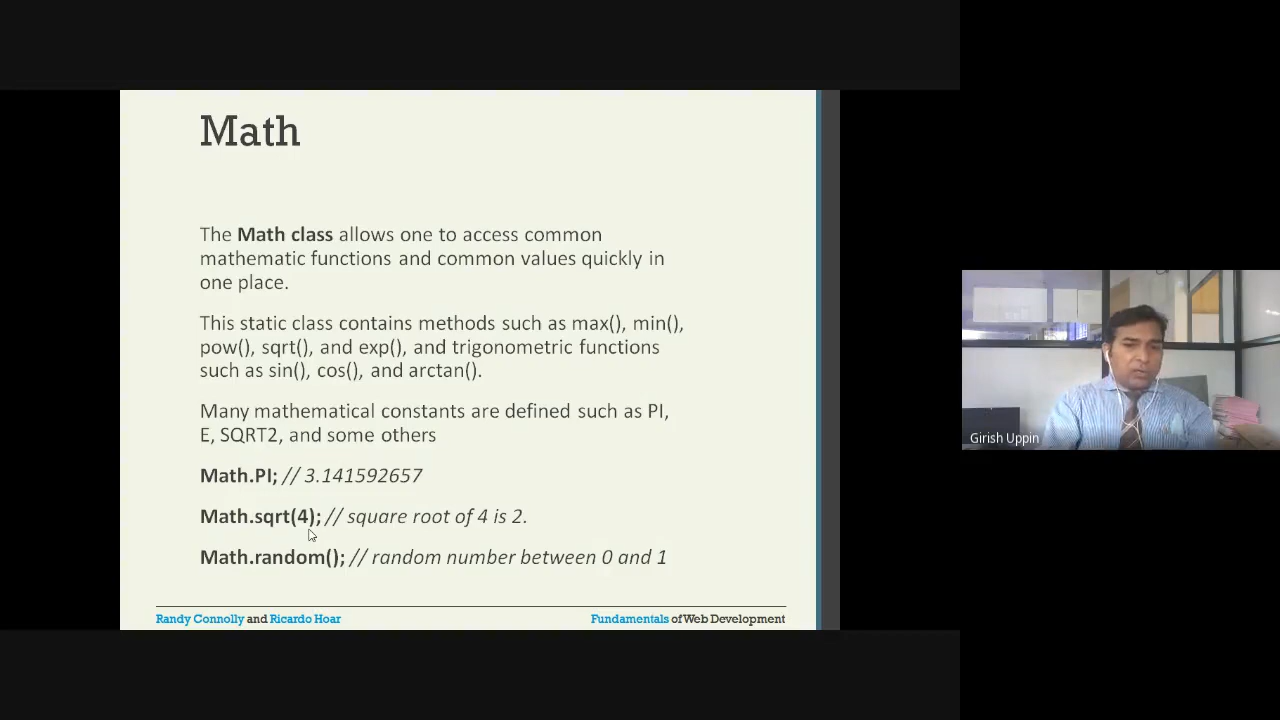 Math
The Math class allows one to access common
mathematic functions and common values quickly in
one place.
This static class contains methods such as max(), min(),
pow(), sqrt(), and exp(), and trigonometric functions
such as sin(), cos(), and arctan().
Many mathematical constants are defined such as PI,
E, SQRT2, and some others
Math.PI; // 3.141592657
Math.sqrt(4); // square root of 4 is 2.
Math.random(); // random number between 0 and 1
Randy Connolly and Ricardo Hoar
Fundamentals of Web Development
Girish Uppin